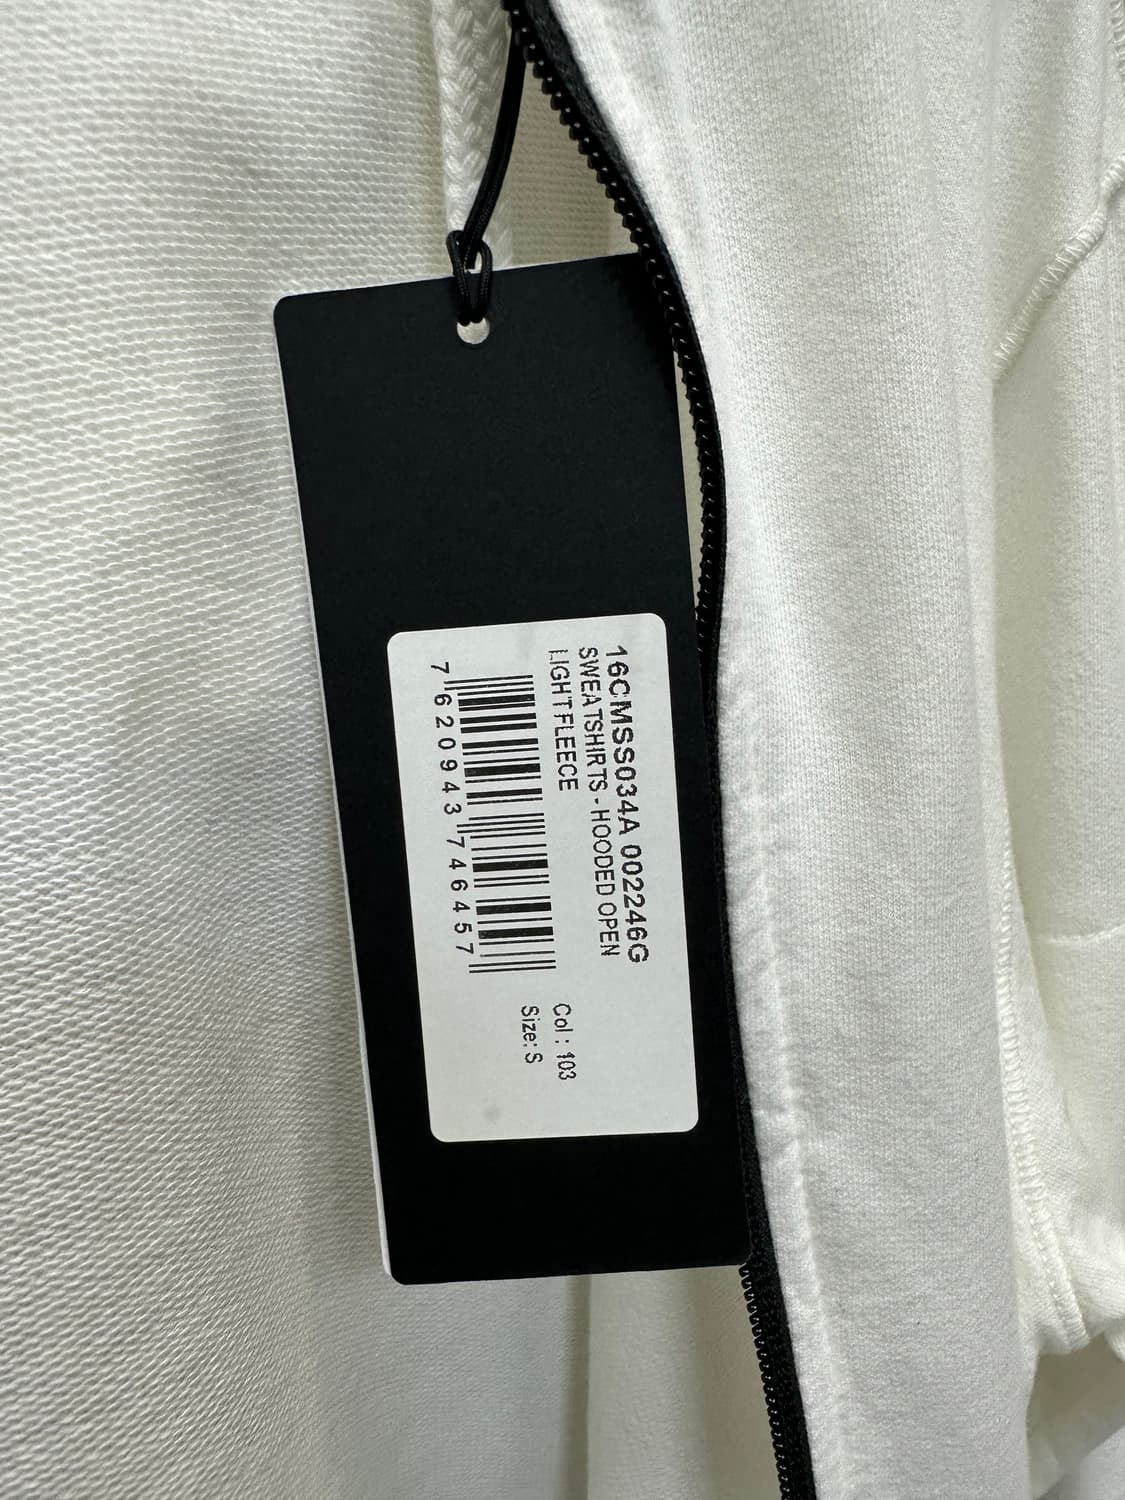 16CMSS034A 002246G
SWEATSHIRTS - HOODED OPEN
LIGHT FLEECE
7 620943 746457
Col : 103
Size: S